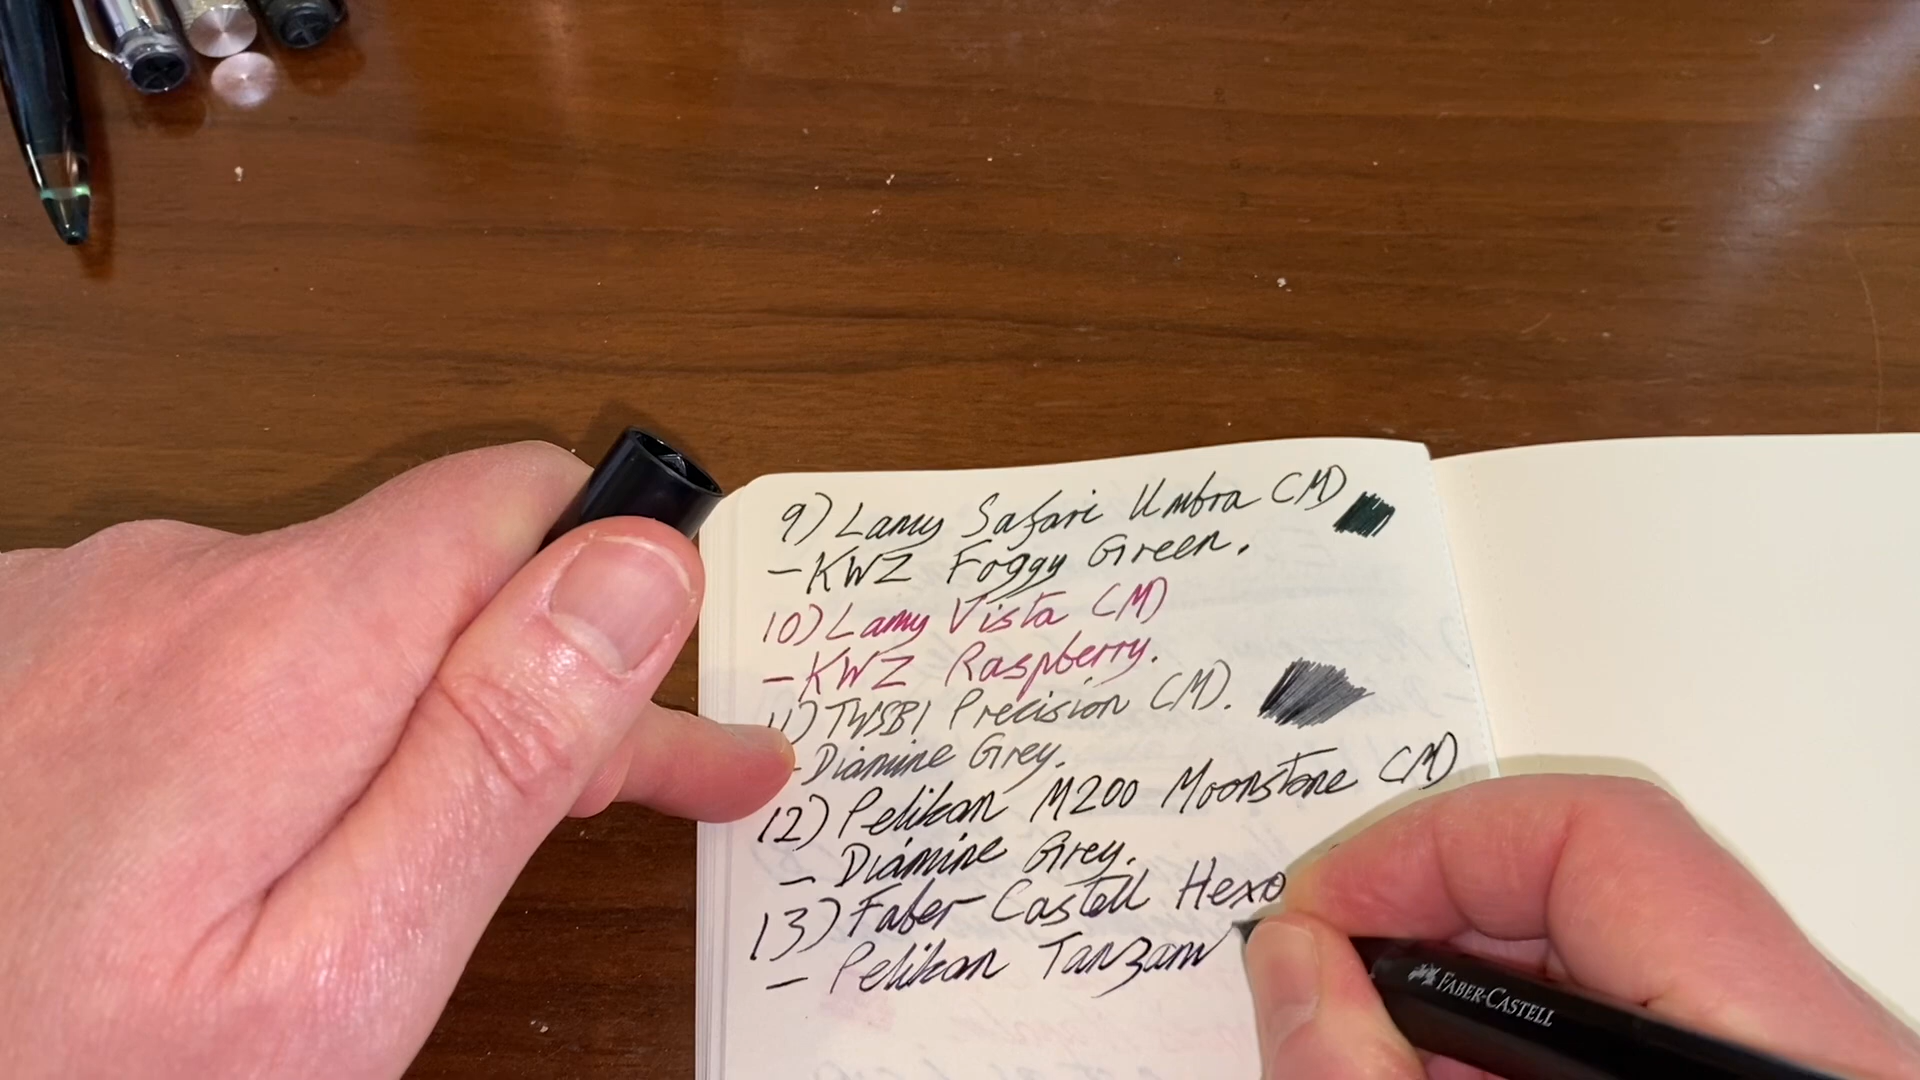 9) Lamy Safari Umbra (M)
- KWZ Foggy Green.
10) Lamy Vista (M)
- KWZ Raspberry.
11) TWSBI Precision (M).
- Diamine Grey.
12) Pelikan M200 Moonstone (M)
- Diamine Grey.
13) Faber Castell Hexo
- Pelikan Tanzani
FABER-CASTELL